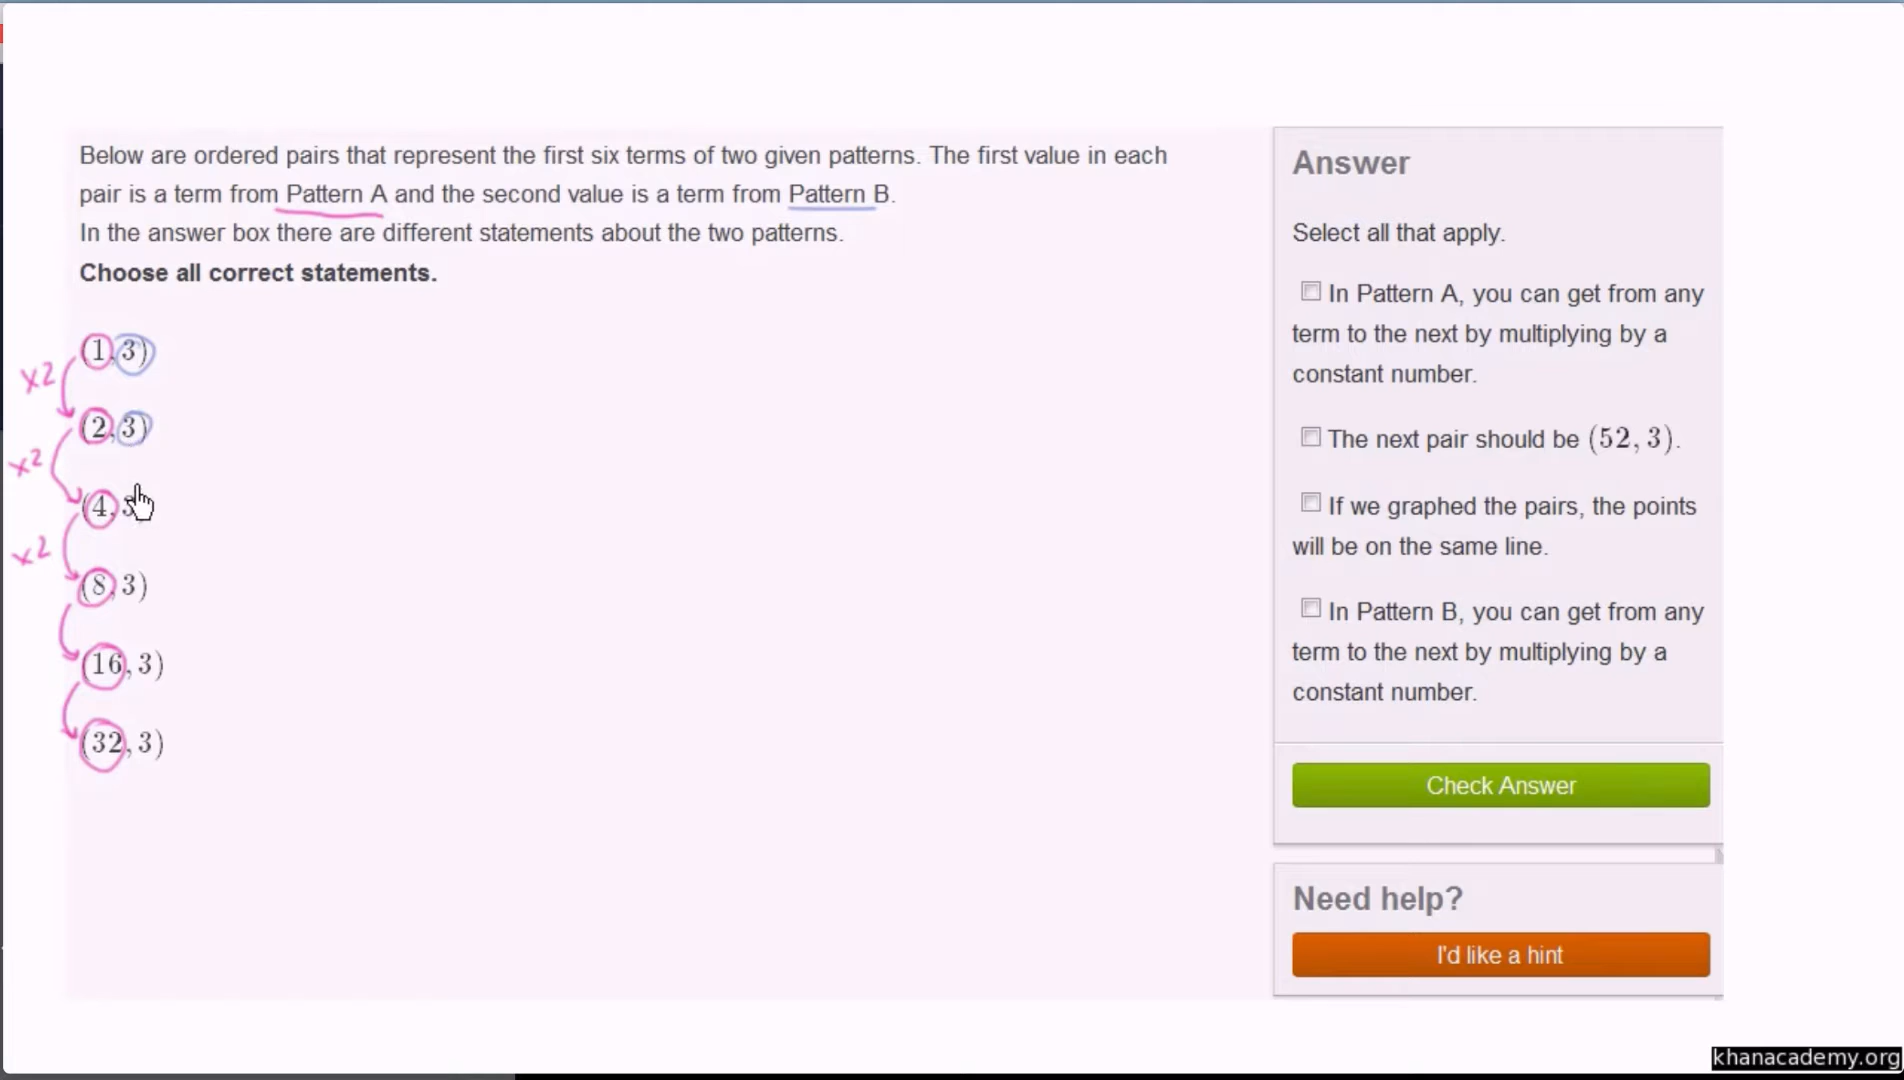 Below are ordered pairs that represent the first six terms of two given patterns. The first value in each
pair is a term from Pattern A and the second value is a term from Pattern B.
In the answer box there are different statements about the two patterns.
Choose all correct statements.
(1,3)
x2
(2,3)
x2
(4,3
x2
(8,3)
(16,3)
(32,3)
Answer
Select all that apply.
In Pattern A, you can get from any
term to the next by multiplying by a
constant number.
The next pair should be (52, 3).
If we graphed the pairs, the points
will be on the same line.
In Pattern B, you can get from any
term to the next by multiplying by a
constant number.
Check Answer
Need help?
I'd like a hint
khanacademy.org